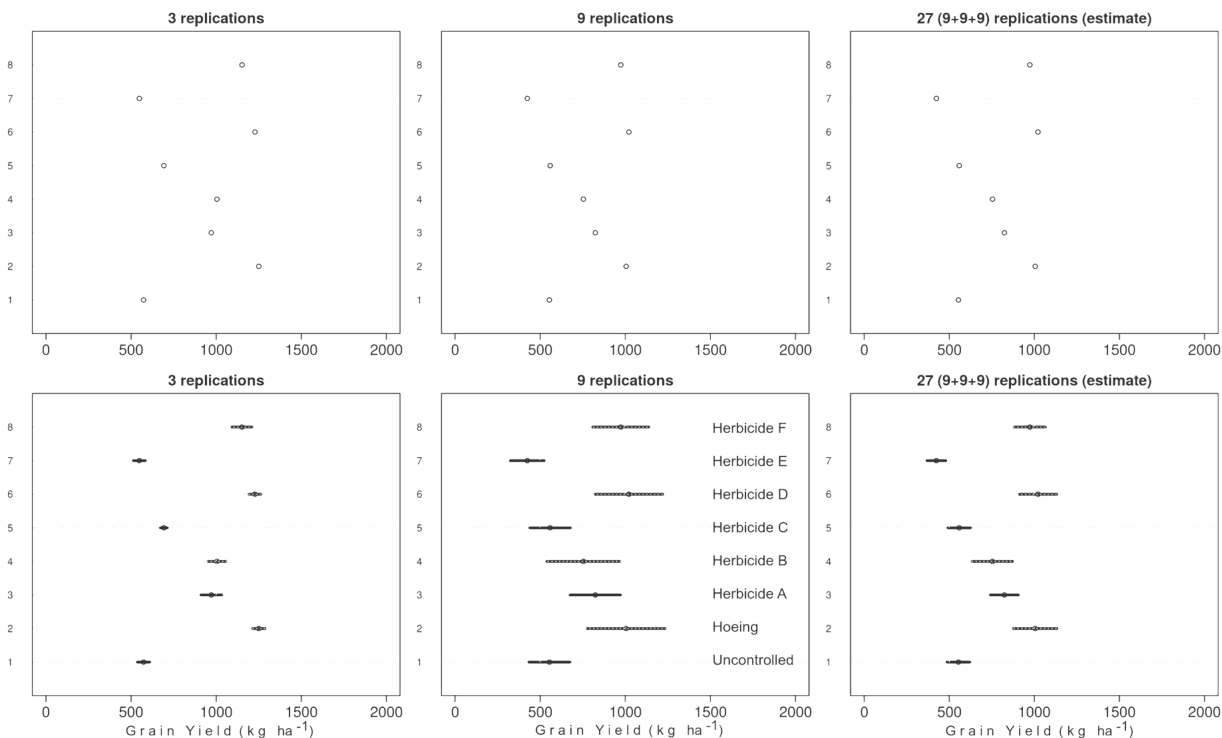 3 replications
9 replications
27 (9+9+9) replications (estimate)
8
7
6
5
4
3
2
1
0 500 1000 1500 2000
8
7
6
5
4
3
2
1
0 500 1000 1500 2000
8
7
6
5
4
3
2
1
0 500 1000 1500 2000
3 replications
9 replications
27 (9+9+9) replications (estimate)
8
7
6
5
4
3
2
1
0 500 1000 1500 2000
Grain Yield (kg ha⁻¹)
8 Herbicide F
7 Herbicide E
6 Herbicide D
5 Herbicide C
4 Herbicide B
3 Herbicide A
2 Hoeing
1 Uncontrolled
0 500 1000 1500 2000
Grain Yield (kg ha⁻¹)
8
7
6
5
4
3
2
1
0 500 1000 1500 2000
Grain Yield (kg ha⁻¹)